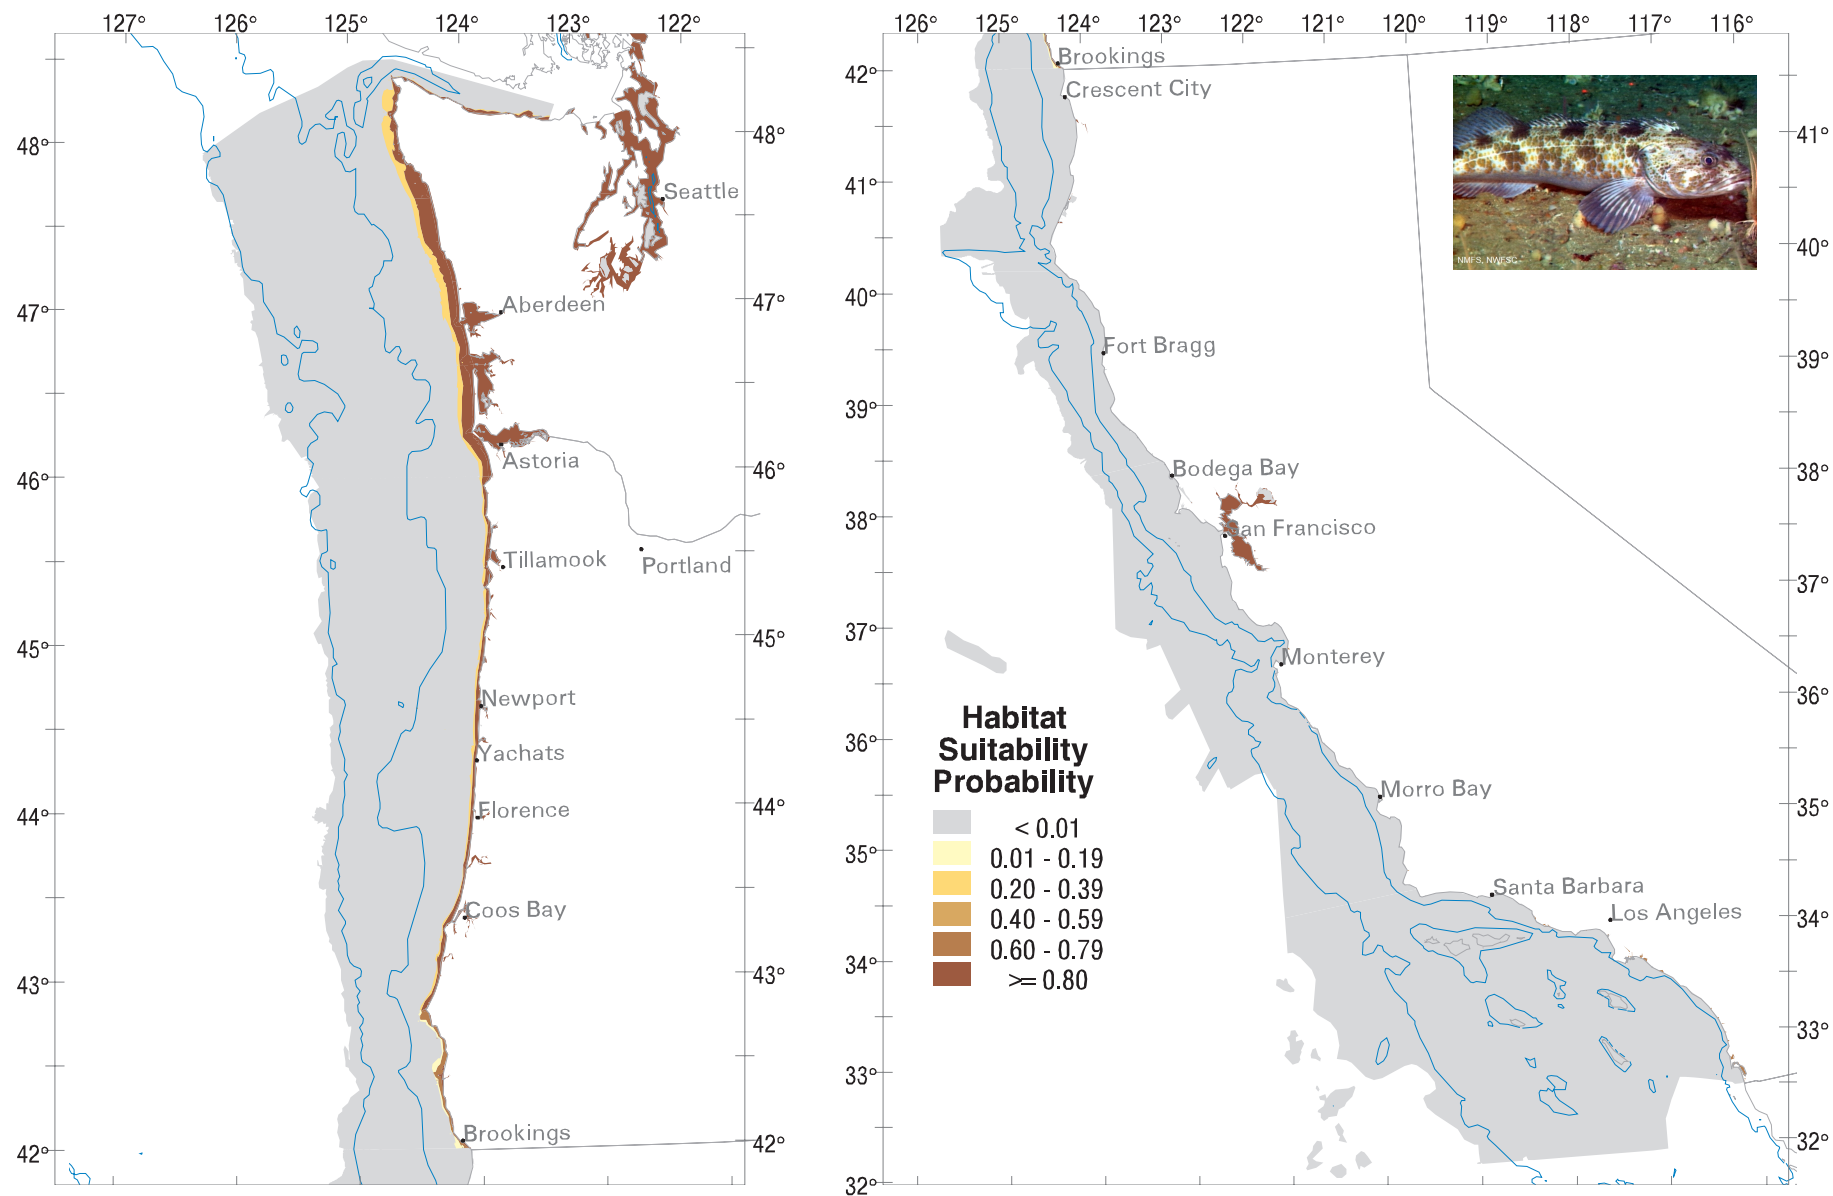 127° 125° 124° 123° 122°
48°
47°
46°
45°
44°
43°
42°
48°
47°
46°
45°
44°
43°
42°
Seattle
Aberdeen
Astoria
Tillamook
Portland
Newport
Yachats
Florence
Coos Bay
Brookings
126° 125° 124° 123° 122° 121° 120° 119° 118° 117° 116°
42°
41°
40°
39°
38°
37°
36°
35°
34°
33°
32°
41°
40°
39°
38°
37°
36°
35°
34°
33°
32°
Brookings
Crescent City
Fort Bragg
Bodega Bay
San Francisco
Monterey
Morro Bay
Santa Barbara
Los Angeles
NMFS, NWFSC
Habitat
Suitability
Probability
< 0.01
0.01 - 0.19
0.20 - 0.39
0.40 - 0.59
0.60 - 0.79
>= 0.80